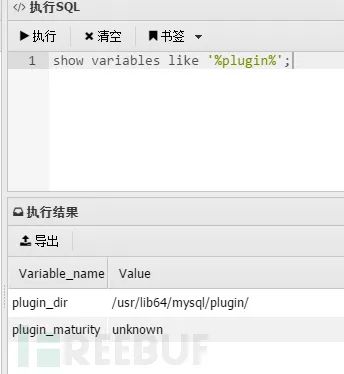 </> 执行SQL
执行 清空 书签
1 show variables like '%plugin%';
执行结果
导出
Variable_name Value
plugin_dir /usr/lib64/mysql/plugin/
plugin_maturity unknown
FREEBUF